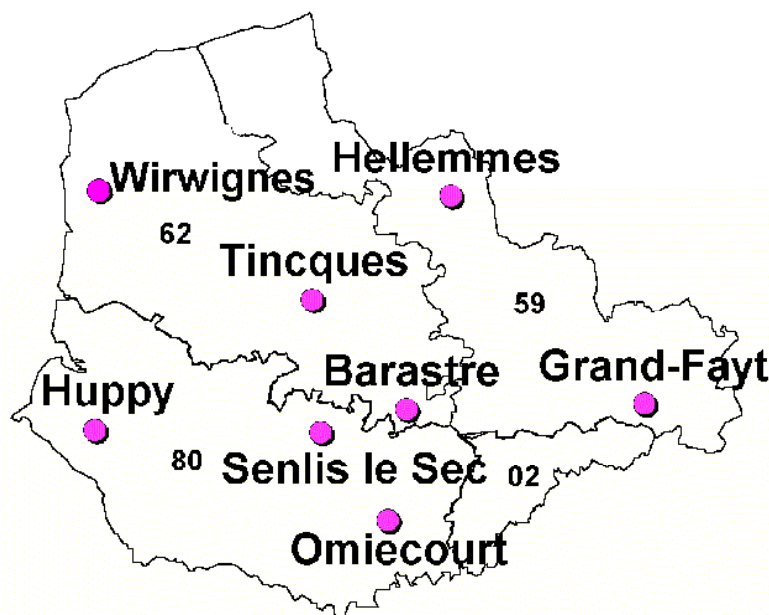 Hellemmes
Wirwignes
62
Tincques
59
Barastre
Grand-Fayt
Huppy
80
Senlis le Sec
02
Omiecourt